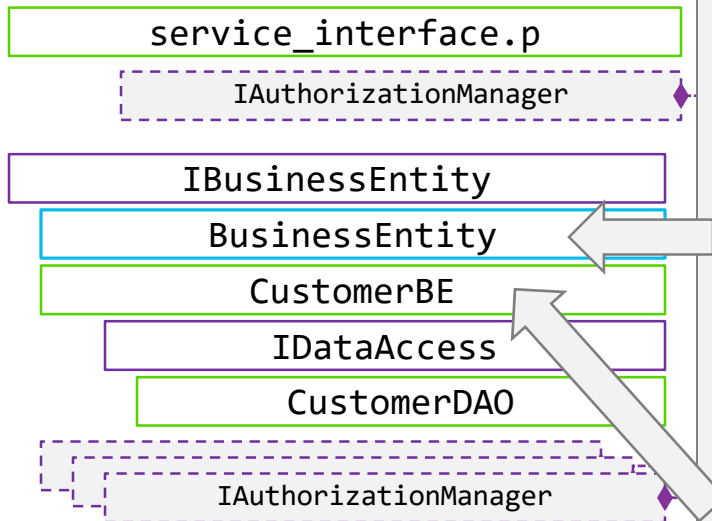 service_interface.p
IAuthorizationManager
IBusinessEntity
BusinessEntity
CustomerBE
IDataAccess
CustomerDAO
IAuthorizationManager